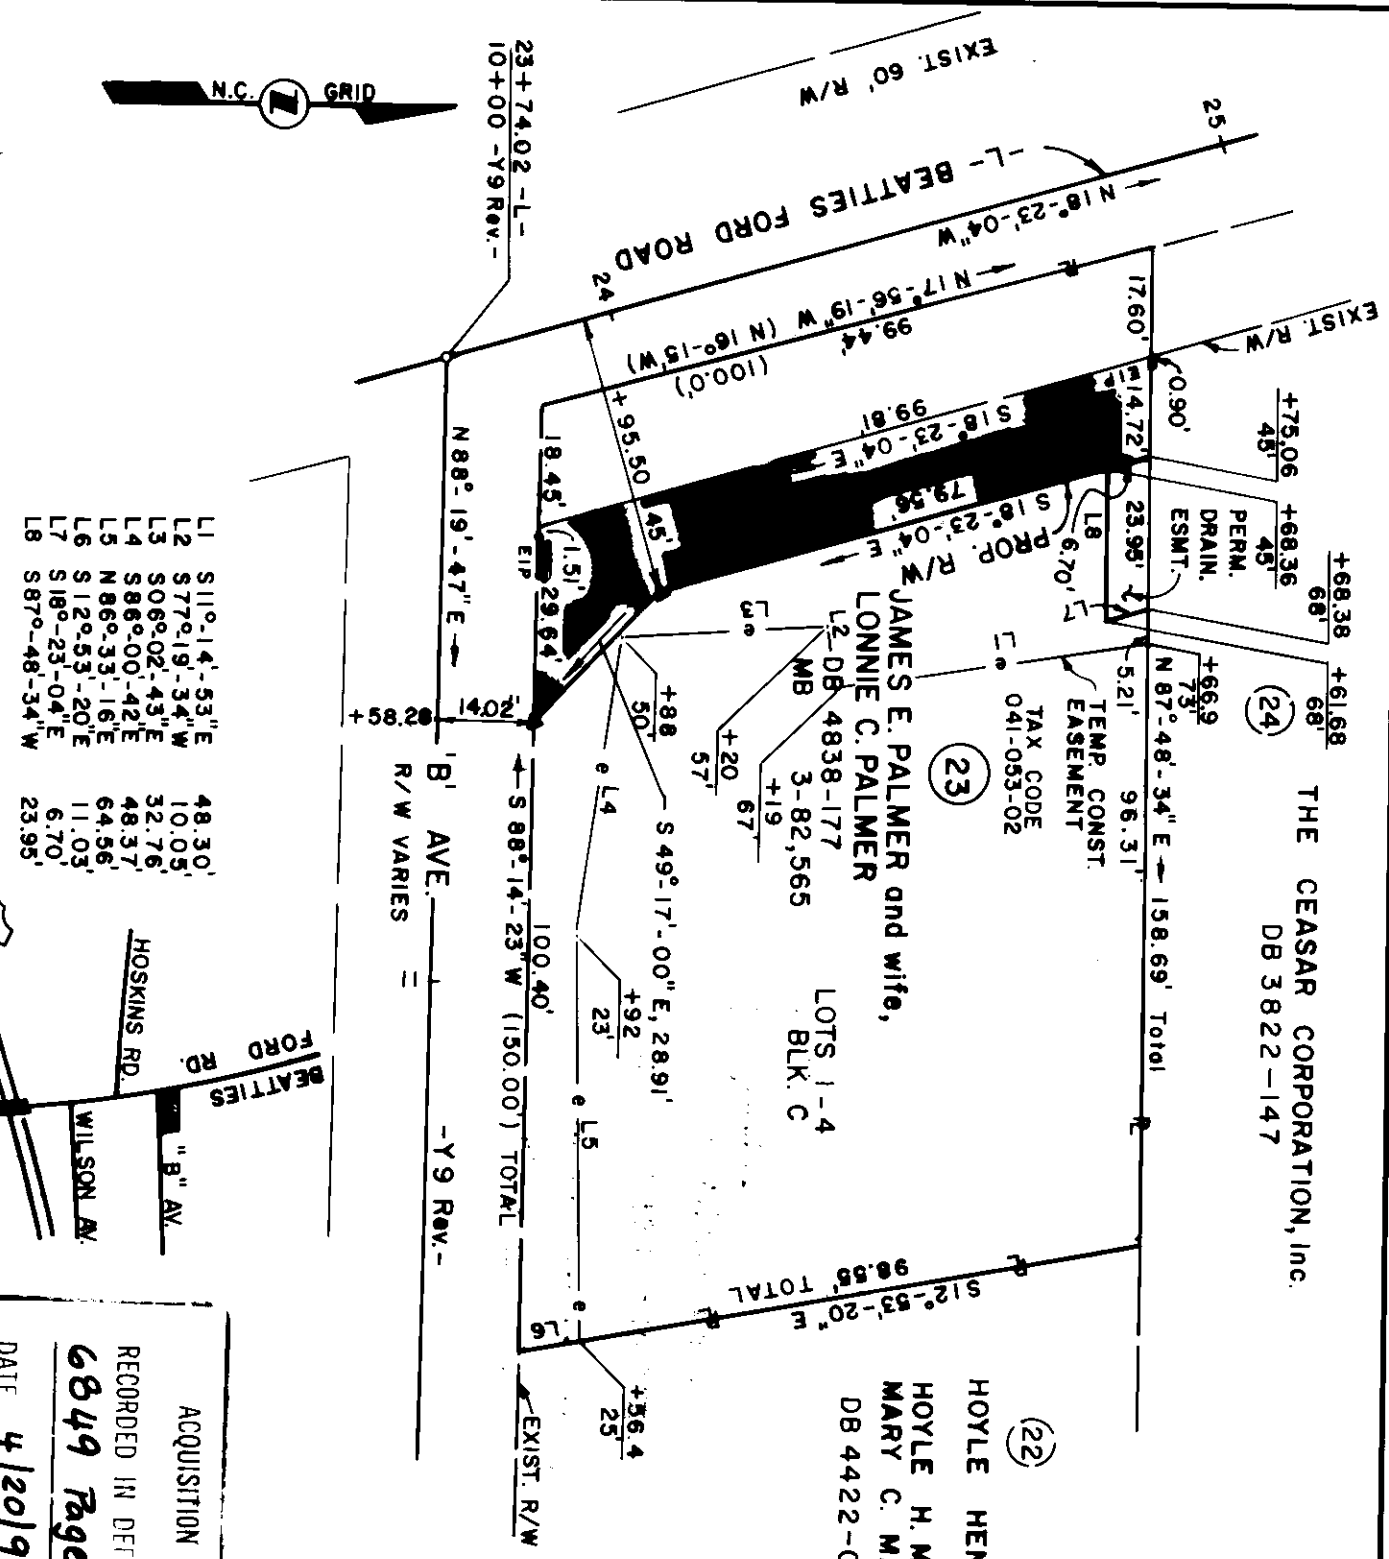 EXIST. 60' R/W
25
-L- BEATTIES FORD ROAD
N 18°-23'-04" W
24
N 17°-56'-19" W (N 16°-15' W)
99.44'
(100.0')
N.C. GRID
23+74.02 -L-
10+00 -Y9 Rev.-
EXIST. R/W
17.60'
0.90'
EIP
14.72'
S 18°-23'-04" E
99.81'
79.56'
S 18°-23'-04" E
PROP. R/W
+95.50
45'
18.45'
1.51'
EIP
29.64'
N 88°-19'-47" E
14.02'
+58.28
+75.06
45'
+68.36
45'
PERM.
DRAIN.
ESMT.
+68.38
68'
+61.68
68'
23.95'
L8
6.70'
L7
5.21'
+66.9
73'
THE CEASAR CORPORATION, Inc.
DB 3822-147
24
N 87°-48'-34" E 158.69' Total
96.31'
TEMP. CONST.
EASEMENT
TAX CODE
041-053-02
L1
e
23
JAMES E. PALMER and wife,
LONNIE C. PALMER
DB 4838-177
MB 3-82,565
LOTS 1-4
BLK. C
L2
L3
e
+19
67'
+20
57'
+88
50'
S 49°-17'-00" E, 28.91'
e L4
+92
23'
e L5
e
L6
+56.4
25'
100.40'
S 88°-14'-23" W (150.00') TOTAL
EXIST. R/W
'B' AVE.
R/W VARIES =
-Y9 Rev.-
S 12°-53'-20" E
98.55' TOTAL
22
HOYLE
HOYLE H.
MARY C.
DB 4422-
L1 S 11°-14'-53" E 48.30'
L2 S 77°-19'-34" W 10.05'
L3 S 06°-02'-43" E 32.76'
L4 S 86°-00'-42" E 48.37'
L5 N 86°-33'-16" E 64.56'
L6 S 12°-53'-20" E 11.03'
L7 S 18°-23'-04" E 6.70'
L8 S 87°-48'-34" W 23.95'
HOSKINS RD.
BEATTIES
FORD RD.
"B" AV.
WILSON AV.
ACQUISITION
RECORDED IN
6849 Page
DATE 4/20/9